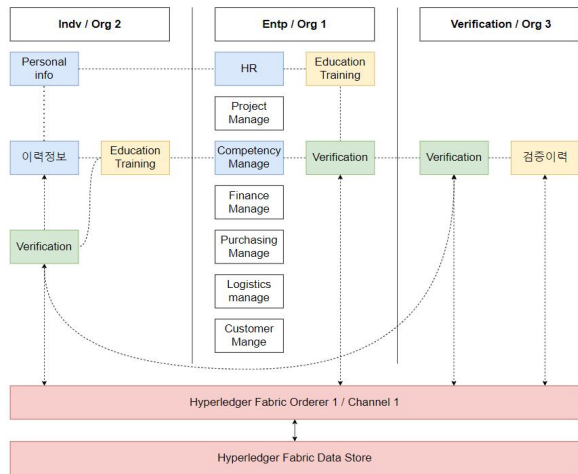 Indv / Org 2
Entp / Org 1
Verification / Org 3
Personal
info
HR
Education
Training
Project
Manage
이력정보
Education
Training
Competency
Manage
Verification
Verification
검증이력
Finance
Manage
Verification
Purchasing
Manage
Logistics
manage
Customer
Mange
Hyperledger Fabric Orderer 1 / Channel 1
Hyperledger Fabric Data Store